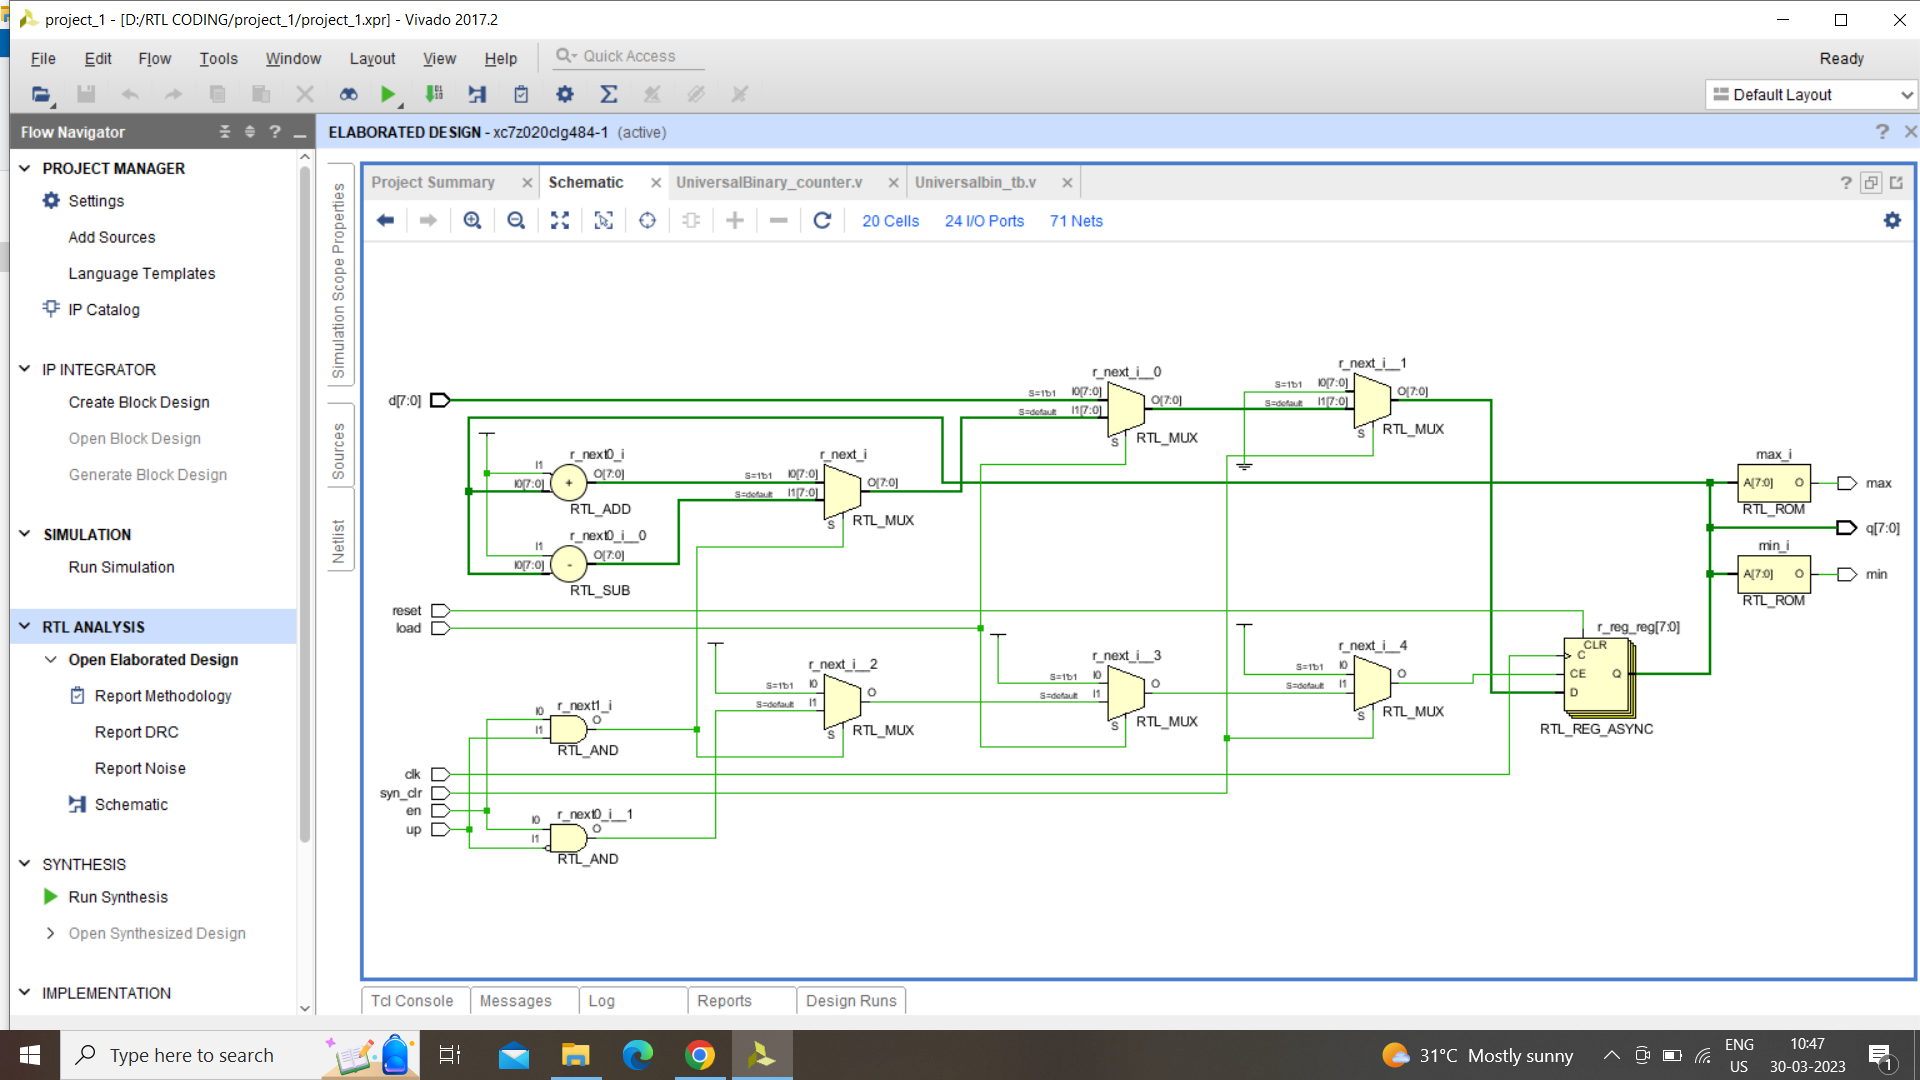 project_1 - [D:/RTL CODING/project_1/project_1.xpr] - Vivado 2017.2
File Edit Flow Tools Window Layout View Help Quick Access Ready
Default Layout
Flow Navigator
ELABORATED DESIGN - xc7z020clg484-1 (active)
PROJECT MANAGER
Settings
Add Sources
Language Templates
IP Catalog
IP INTEGRATOR
Create Block Design
Open Block Design
Generate Block Design
SIMULATION
Run Simulation
RTL ANALYSIS
Open Elaborated Design
Report Methodology
Report DRC
Report Noise
Schematic
SYNTHESIS
Run Synthesis
Open Synthesized Design
IMPLEMENTATION
Simulation Scope Properties
Sources
Netlist
Project Summary Schematic UniversalBinary_counter.v Universalbin_tb.v
20 Cells 24 I/O Ports 71 Nets
r_next_i__1
r_next_i__0
S=1'b1 I0[7:0] O[7:0]
S=default I1[7:0]
S
RTL_MUX
d[7:0]
S=1'b1 I0[7:0] O[7:0]
S=default I1[7:0]
S
RTL_MUX
r_next0_i
I1 O[7:0]
I0[7:0]
+
RTL_ADD
r_next_i
S=1'b1 I0[7:0] O[7:0]
S=default I1[7:0]
S
RTL_MUX
max_i
A[7:0] O
RTL_ROM
max
q[7:0]
r_next0_i__0
I1 O[7:0]
I0[7:0]
-
RTL_SUB
min_i
A[7:0] O
RTL_ROM
min
reset
load
r_reg_reg[7:0]
CLR
C
CE Q
D
RTL_REG_ASYNC
r_next_i__2
S=1'b1 I0 O
S=default I1
S
RTL_MUX
r_next_i__3
S=1'b1 I0 O
S=default I1
S
RTL_MUX
r_next_i__4
S=1'b1 I0 O
S=default I1
S
RTL_MUX
r_next1_i
I0 O
I1
RTL_AND
clk
syn_clr
en
up
r_next0_i__1
I0 O
I1
RTL_AND
Tcl Console Messages Log Reports Design Runs
Type here to search
31°C Mostly sunny
ENG
US
10:47
30-03-2023
1